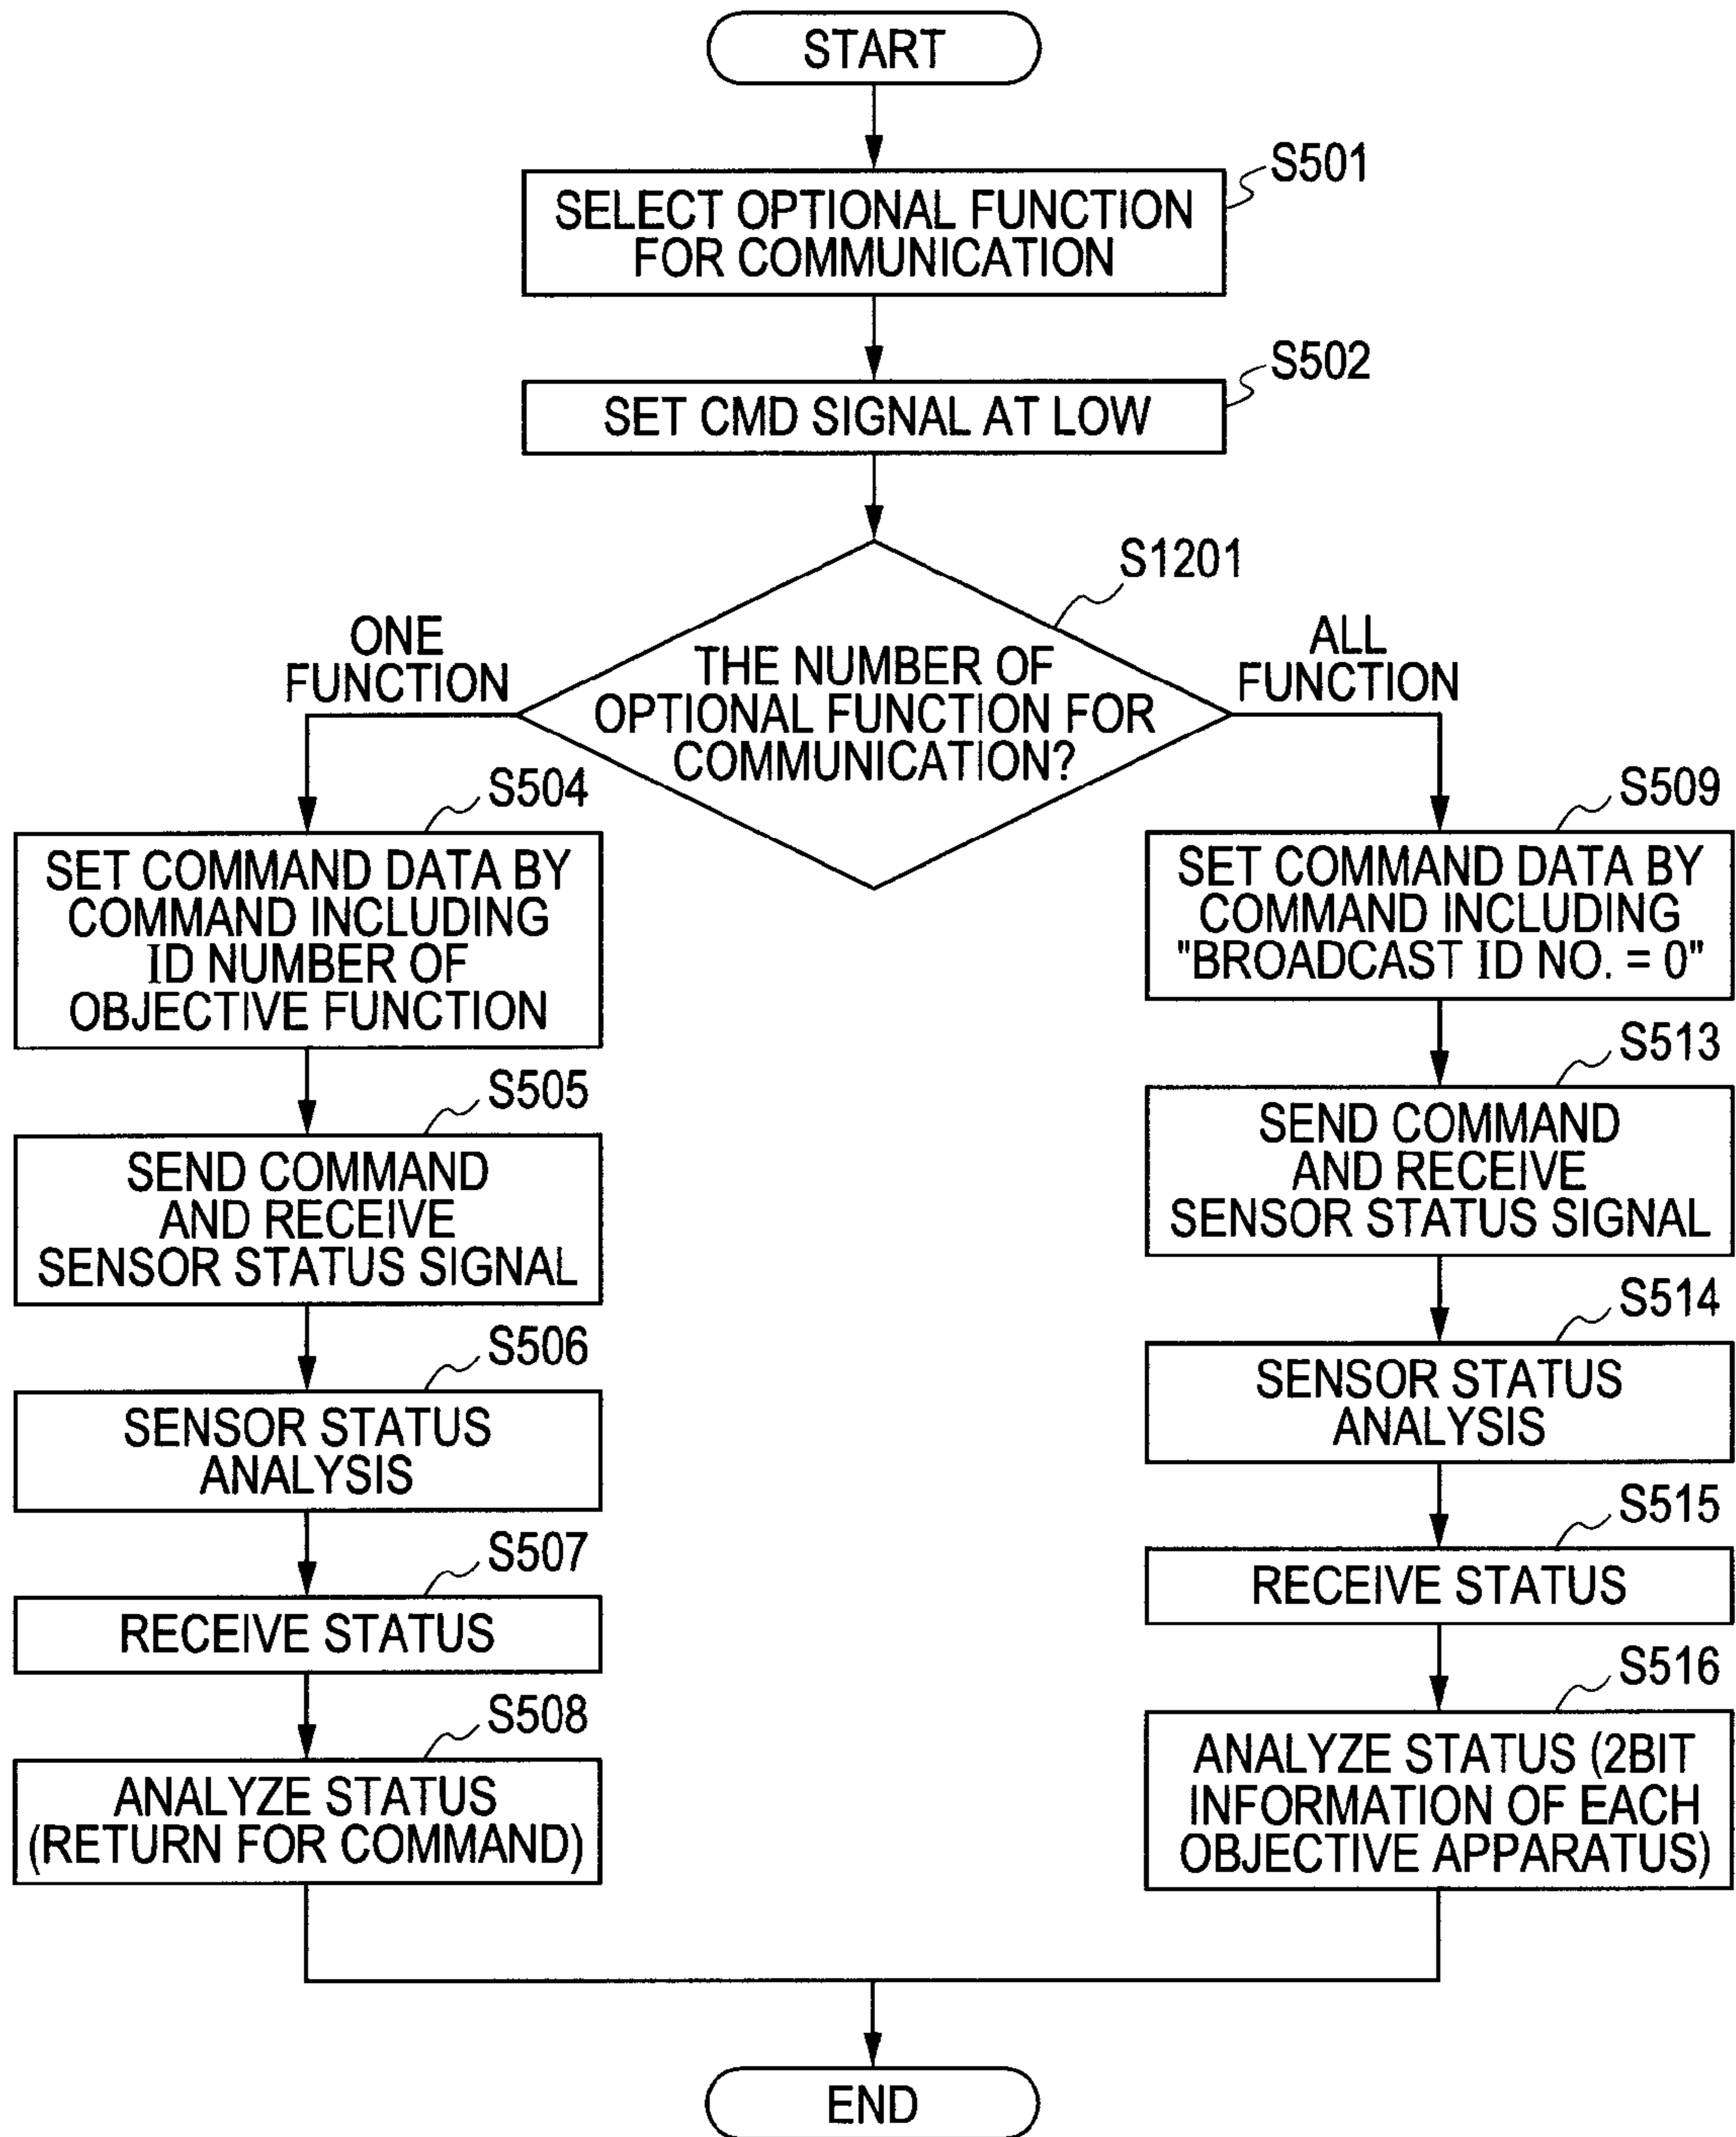 START
S501
SELECT OPTIONAL FUNCTION
FOR COMMUNICATION
S502
SET CMD SIGNAL AT LOW
S1201
ONE
FUNCTION
THE NUMBER OF
OPTIONAL FUNCTION FOR
COMMUNICATION?
ALL
FUNCTION
S504
SET COMMAND DATA BY
COMMAND INCLUDING
ID NUMBER OF
OBJECTIVE FUNCTION
S505
SEND COMMAND
AND RECEIVE
SENSOR STATUS SIGNAL
S506
SENSOR STATUS
ANALYSIS
S507
RECEIVE STATUS
S508
ANALYZE STATUS
(RETURN FOR COMMAND)
S509
SET COMMAND DATA BY
COMMAND INCLUDING
"BROADCAST ID NO. = 0"
S513
SEND COMMAND
AND RECEIVE
SENSOR STATUS SIGNAL
S514
SENSOR STATUS
ANALYSIS
S515
RECEIVE STATUS
S516
ANALYZE STATUS (2BIT
INFORMATION OF EACH
OBJECTIVE APPARATUS)
END